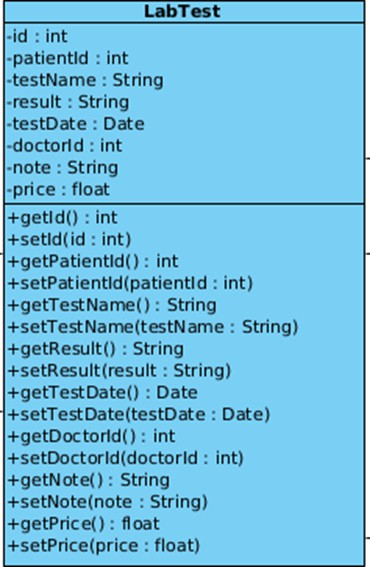 LabTest
-id : int
-patientId : int
-testName : String
-result : String
-testDate : Date
-doctorId : int
-note : String
-price : float
+getId() : int
+setId(id : int)
+getPatientId() : int
+setPatientId(patientId : int)
+getTestName() : String
+setTestName(testName : String)
+getResult() : String
+setResult(result : String)
+getTestDate() : Date
+setTestDate(testDate : Date)
+getDoctorId() : int
+setDoctorId(doctorId : int)
+getNote() : String
+setNote(note : String)
+getPrice() : float
+setPrice(price : float)